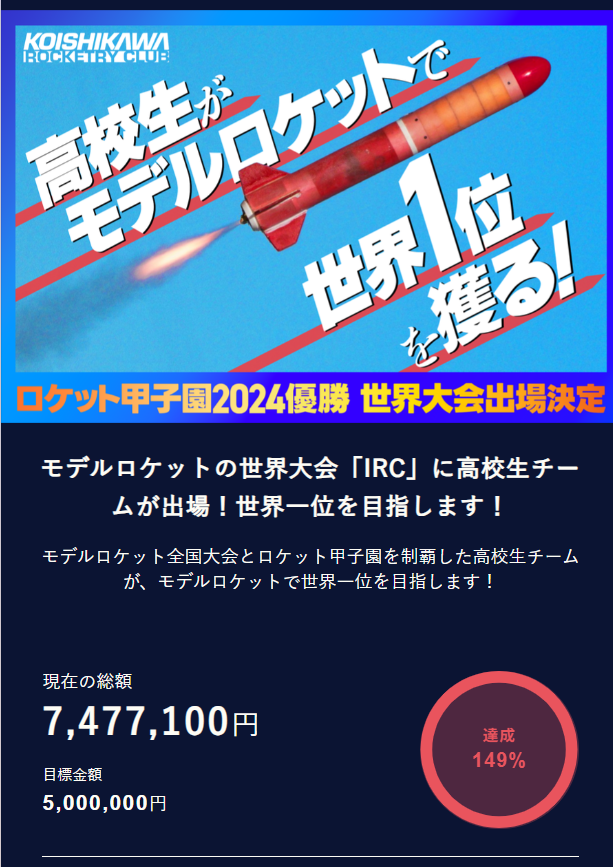 KOISHIKAWA
ROCKETRY CLUB
高校生が
モデルロケットで
世界1位
を獲る!
ロケット甲子園2024優勝 世界大会出場決定
モデルロケットの世界大会「IRC」に高校生チー
ムが出場！世界一位を目指します！
モデルロケット全国大会とロケット甲子園を制覇した高校生チーム
が、モデルロケットで世界一位を目指します！
現在の総額
7,477,100円
達成
149%
目標金額
5,000,000円